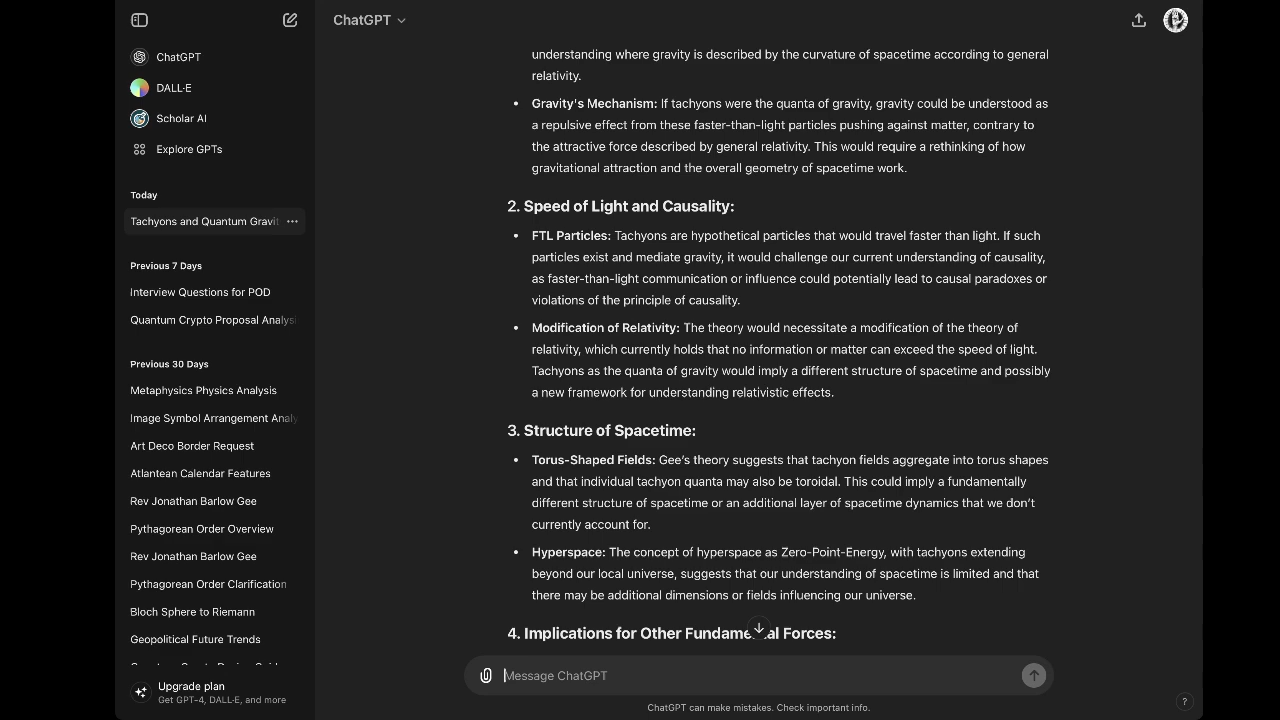 ChatGPT
DALL·E
Scholar AI
Explore GPTs
Today
Tachyons and Quantum Gravit
Previous 7 Days
Interview Questions for POD
Quantum Crypto Proposal Analysi
Previous 30 Days
Metaphysics Physics Analysis
Image Symbol Arrangement Analy
Art Deco Border Request
Atlantean Calendar Features
Rev Jonathan Barlow Gee
Pythagorean Order Overview
Rev Jonathan Barlow Gee
Pythagorean Order Clarification
Bloch Sphere to Riemann
Geopolitical Future Trends
Upgrade plan
Get GPT-4, DALL·E, and more
ChatGPT
understanding where gravity is described by the curvature of spacetime according to general
relativity.
• Gravity's Mechanism: If tachyons were the quanta of gravity, gravity could be understood as
a repulsive effect from these faster-than-light particles pushing against matter, contrary to
the attractive force described by general relativity. This would require a rethinking of how
gravitational attraction and the overall geometry of spacetime work.
2. Speed of Light and Causality:
• FTL Particles: Tachyons are hypothetical particles that would travel faster than light. If such
particles exist and mediate gravity, it would challenge our current understanding of causality,
as faster-than-light communication or influence could potentially lead to causal paradoxes or
violations of the principle of causality.
• Modification of Relativity: The theory would necessitate a modification of the theory of
relativity, which currently holds that no information or matter can exceed the speed of light.
Tachyons as the quanta of gravity would imply a different structure of spacetime and possibly
a new framework for understanding relativistic effects.
3. Structure of Spacetime:
• Torus-Shaped Fields: Gee’s theory suggests that tachyon fields aggregate into torus shapes
and that individual tachyon quanta may also be toroidal. This could imply a fundamentally
different structure of spacetime or an additional layer of spacetime dynamics that we don’t
currently account for.
• Hyperspace: The concept of hyperspace as Zero-Point-Energy, with tachyons extending
beyond our local universe, suggests that our understanding of spacetime is limited and that
there may be additional dimensions or fields influencing our universe.
4. Implications for Other Fundamental Forces:
Message ChatGPT
ChatGPT can make mistakes. Check important info.
?